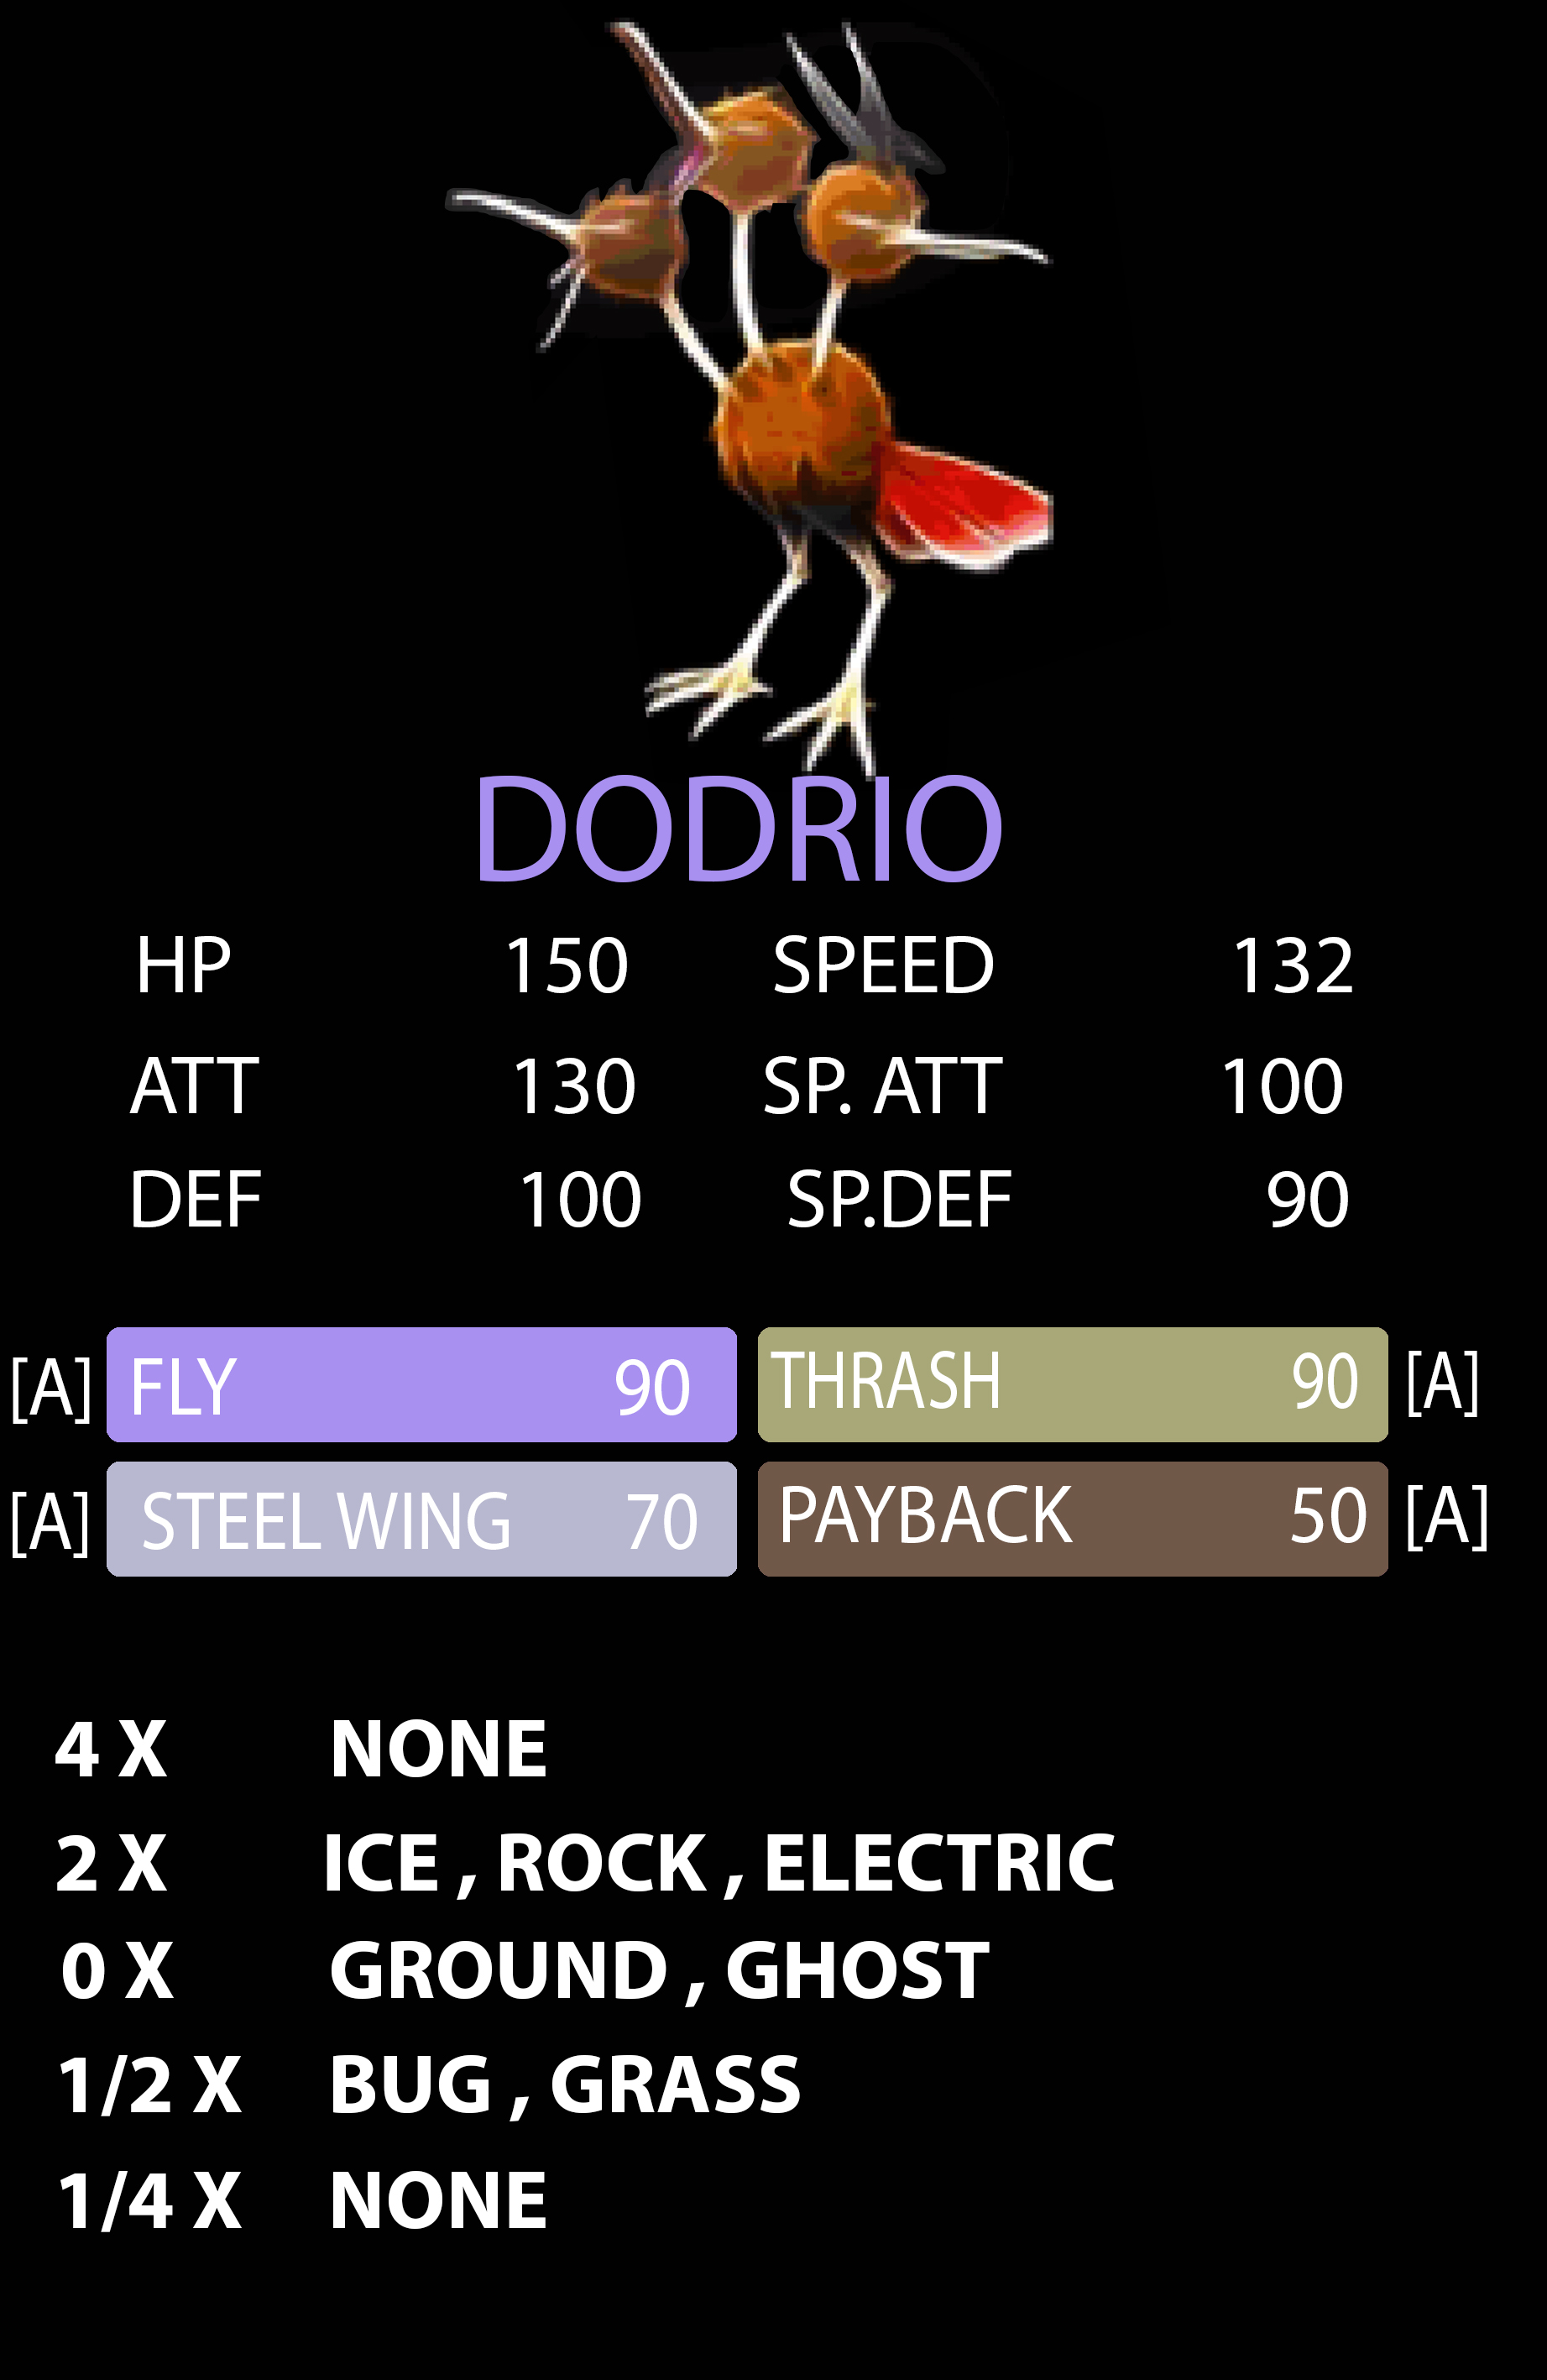 DODRIO
HP 150 SPEED 132
ATT 130 SP. ATT 100
DEF 100 SP.DEF 90
[A] FLY 90 THRASH 90 [A]
[A] STEEL WING 70 PAYBACK 50 [A]
4 X NONE
2 X ICE , ROCK , ELECTRIC
0 X GROUND , GHOST
1/2 X BUG , GRASS
1/4 X NONE